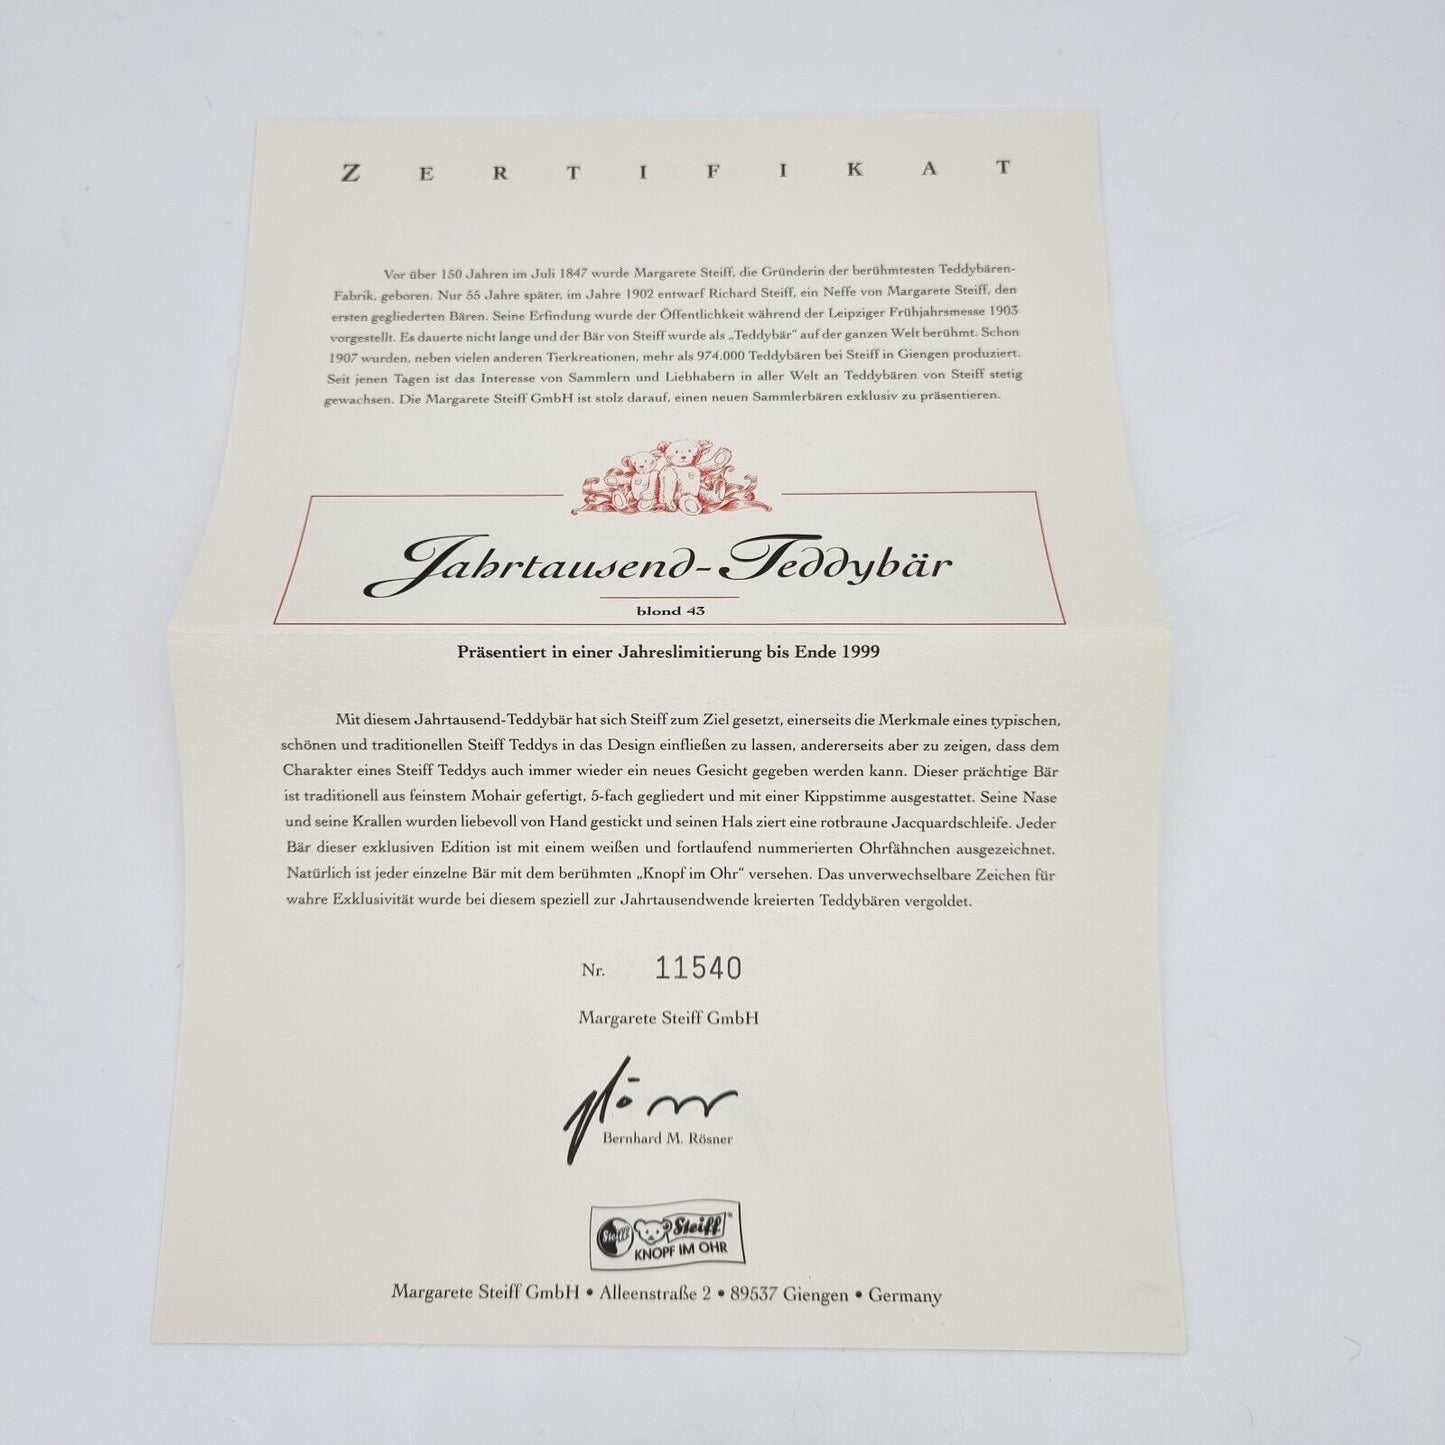 ZERTIFIKAT
Vor über 150 Jahren im Juli 1847 wurde Margarete Steiff, die Gründerin der berühmtesten Teddybären-
Fabrik, geboren. Nur 55 Jahre später, im Jahre 1902 entwarf Richard Steiff, ein Neffe von Margarete Steiff, den
ersten gegliederten Bären. Seine Erfindung wurde der Öffentlichkeit während der Leipziger Frühjahrsmesse 1903
vorgestellt. Es dauerte nicht lange und der Bär von Steiff wurde als „Teddybär“ auf der ganzen Welt berühmt. Schon
1907 wurden, neben vielen anderen Tierkreationen, mehr als 974.000 Teddybären bei Steiff in Giengen produziert.
Seit jenen Tagen ist das Interesse von Sammlern und Liebhabern in aller Welt an Teddybären von Steiff stetig
gewachsen. Die Margarete Steiff GmbH ist stolz darauf, einen neuen Sammlerbären exklusiv zu präsentieren.
Jahrtausend-Teddybär
blond 43
Präsentiert in einer Jahreslimitierung bis Ende 1999
Mit diesem Jahrtausend-Teddybär hat sich Steiff zum Ziel gesetzt, einerseits die Merkmale eines typischen,
schönen und traditionellen Steiff Teddys in das Design einfließen zu lassen, andererseits aber zu zeigen, dass dem
Charakter eines Steiff Teddys auch immer wieder ein neues Gesicht gegeben werden kann. Dieser prächtige Bär
ist traditionell aus feinstem Mohair gefertigt, 5-fach gegliedert und mit einer Kippstimme ausgestattet. Seine Nase
und seine Krallen wurden liebevoll von Hand gestickt und seinen Hals ziert eine rotbraune Jacquardschleife. Jeder
Bär dieser exklusiven Edition ist mit einem weißen und fortlaufend nummerierten Ohrfähnchen ausgezeichnet.
Natürlich ist jeder einzelne Bär mit dem berühmten „Knopf im Ohr“ versehen. Das unverwechselbare Zeichen für
wahre Exklusivität wurde bei diesem speziell zur Jahrtausendwende kreierten Teddybären vergoldet.
Nr. 11540
Margarete Steiff GmbH
Bernhard M. Rösner
Steiff Steiff®
KNOPF IM OHR
Margarete Steiff GmbH • Alleenstraße 2 • 89537 Giengen • Germany